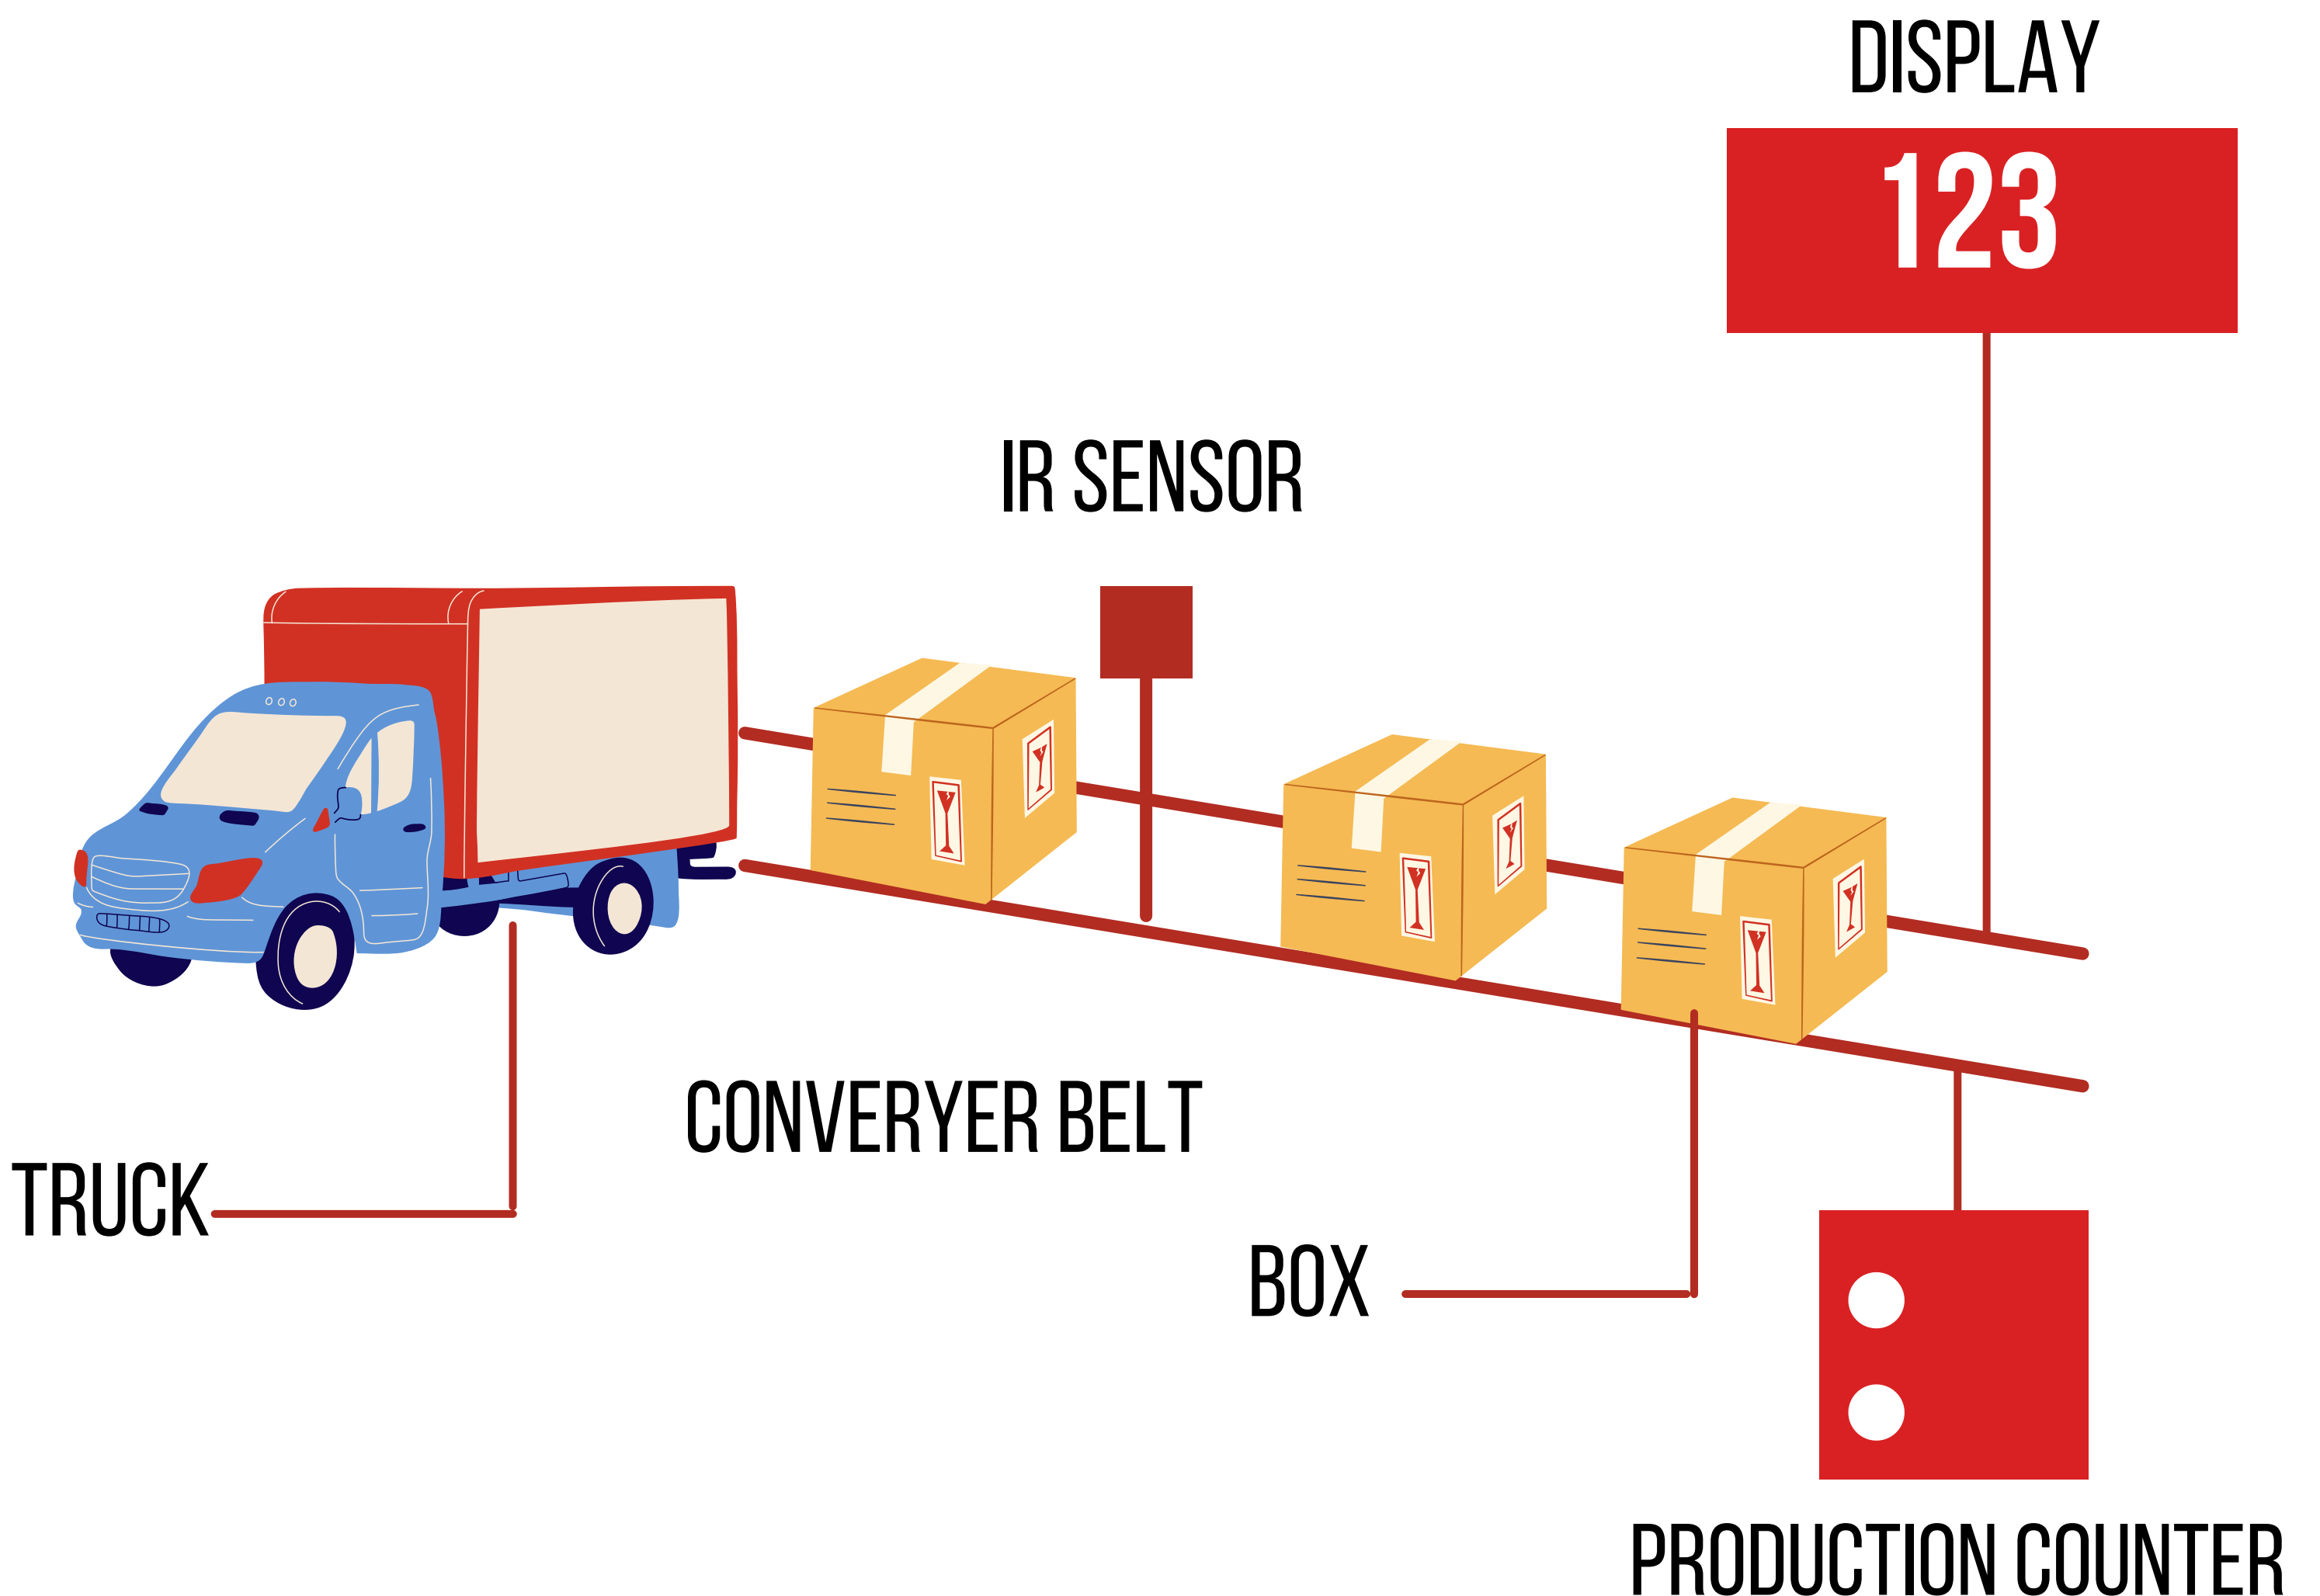 DISPLAY
123
IR SENSOR
CONVERYER BELT
TRUCK
BOX
PRODUCTION COUNTER